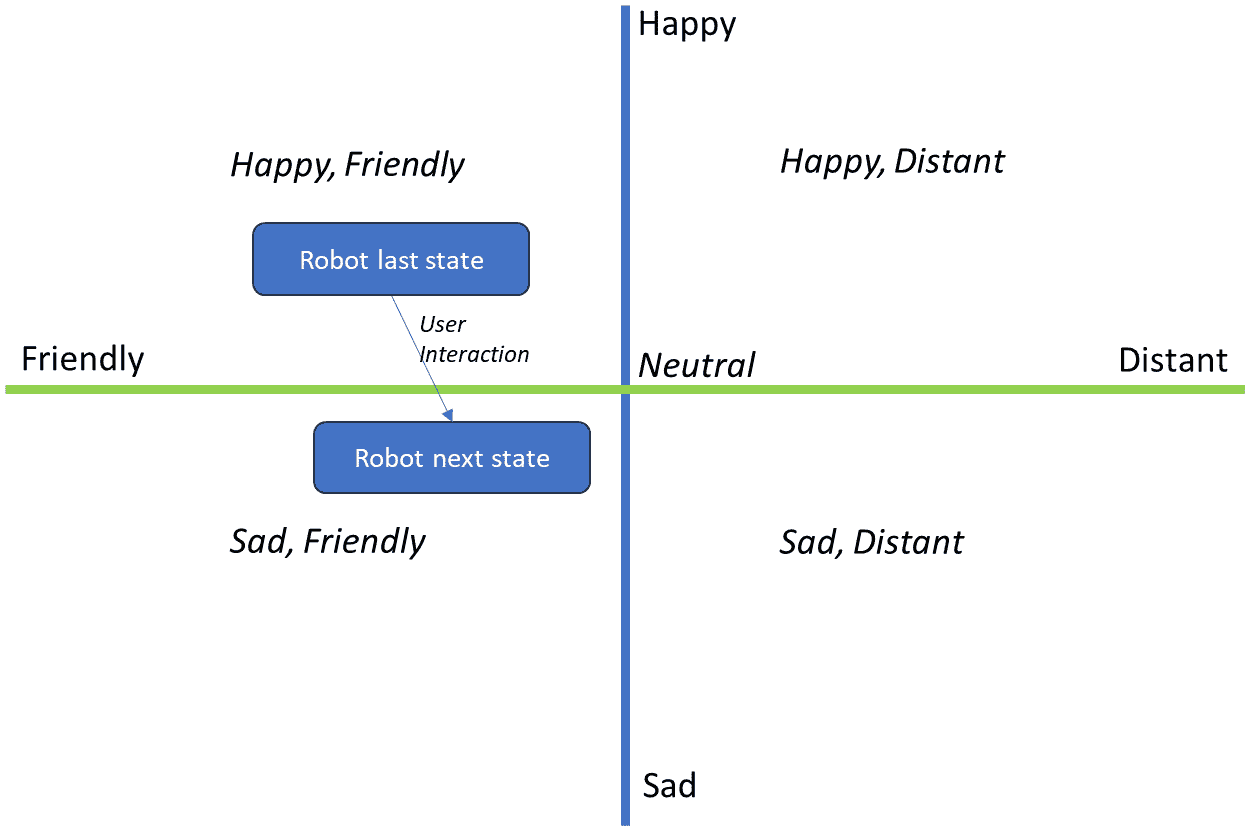 Happy
Happy, Friendly
Happy, Distant
Robot last state
User
Interaction
Friendly
Neutral
Distant
Robot next state
Sad, Friendly
Sad, Distant
Sad